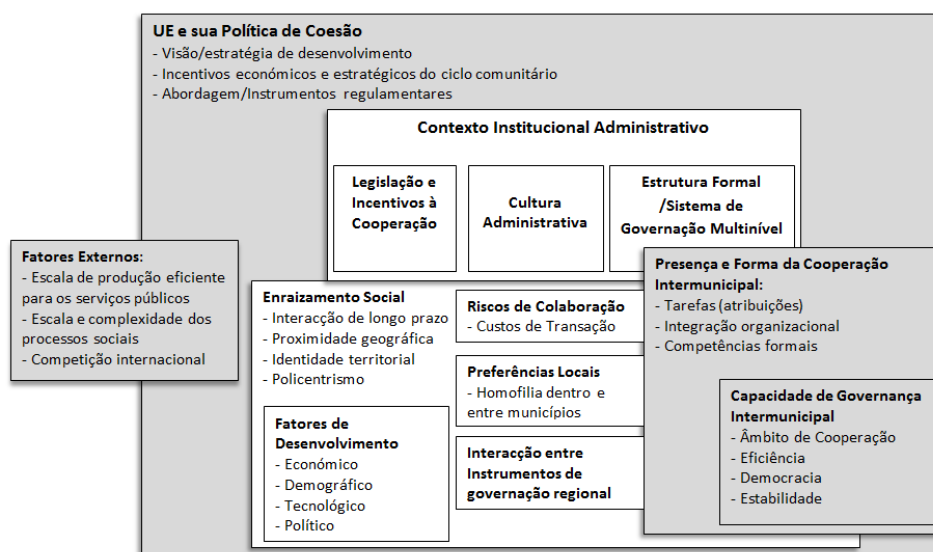 UE e sua Política de Coesão
- Visão/estratégia de desenvolvimento
- Incentivos económicos e estratégicos do ciclo comunitário
- Abordagem/Instrumentos regulamentares
Contexto Institucional Administrativo
Legislação e
Incentivos à
Cooperação
Cultura
Administrativa
Estrutura Formal
/Sistema de
Governação Multinível
Fatores Externos:
- Escala de produção eficiente
para os serviços públicos
- Escala e complexidade dos
processos sociais
- Competição internacional
Enraizamento Social
- Interacção de longo prazo
- Proximidade geográfica
- Identidade territorial
- Policentrismo
Fatores de
Desenvolvimento
- Económico
- Demográfico
- Tecnológico
- Político
Riscos de Colaboração
- Custos de Transação
Preferências Locais
- Homofilia dentro e
entre municípios
Interacção entre
Instrumentos de
governação regional
Presença e Forma da Cooperação
Intermunicipal:
- Tarefas (atribuições)
- Integração organizacional
- Competências formais
Capacidade de Governança
Intermunicipal
- Âmbito de Cooperação
- Eficiência
- Democracia
- Estabilidade